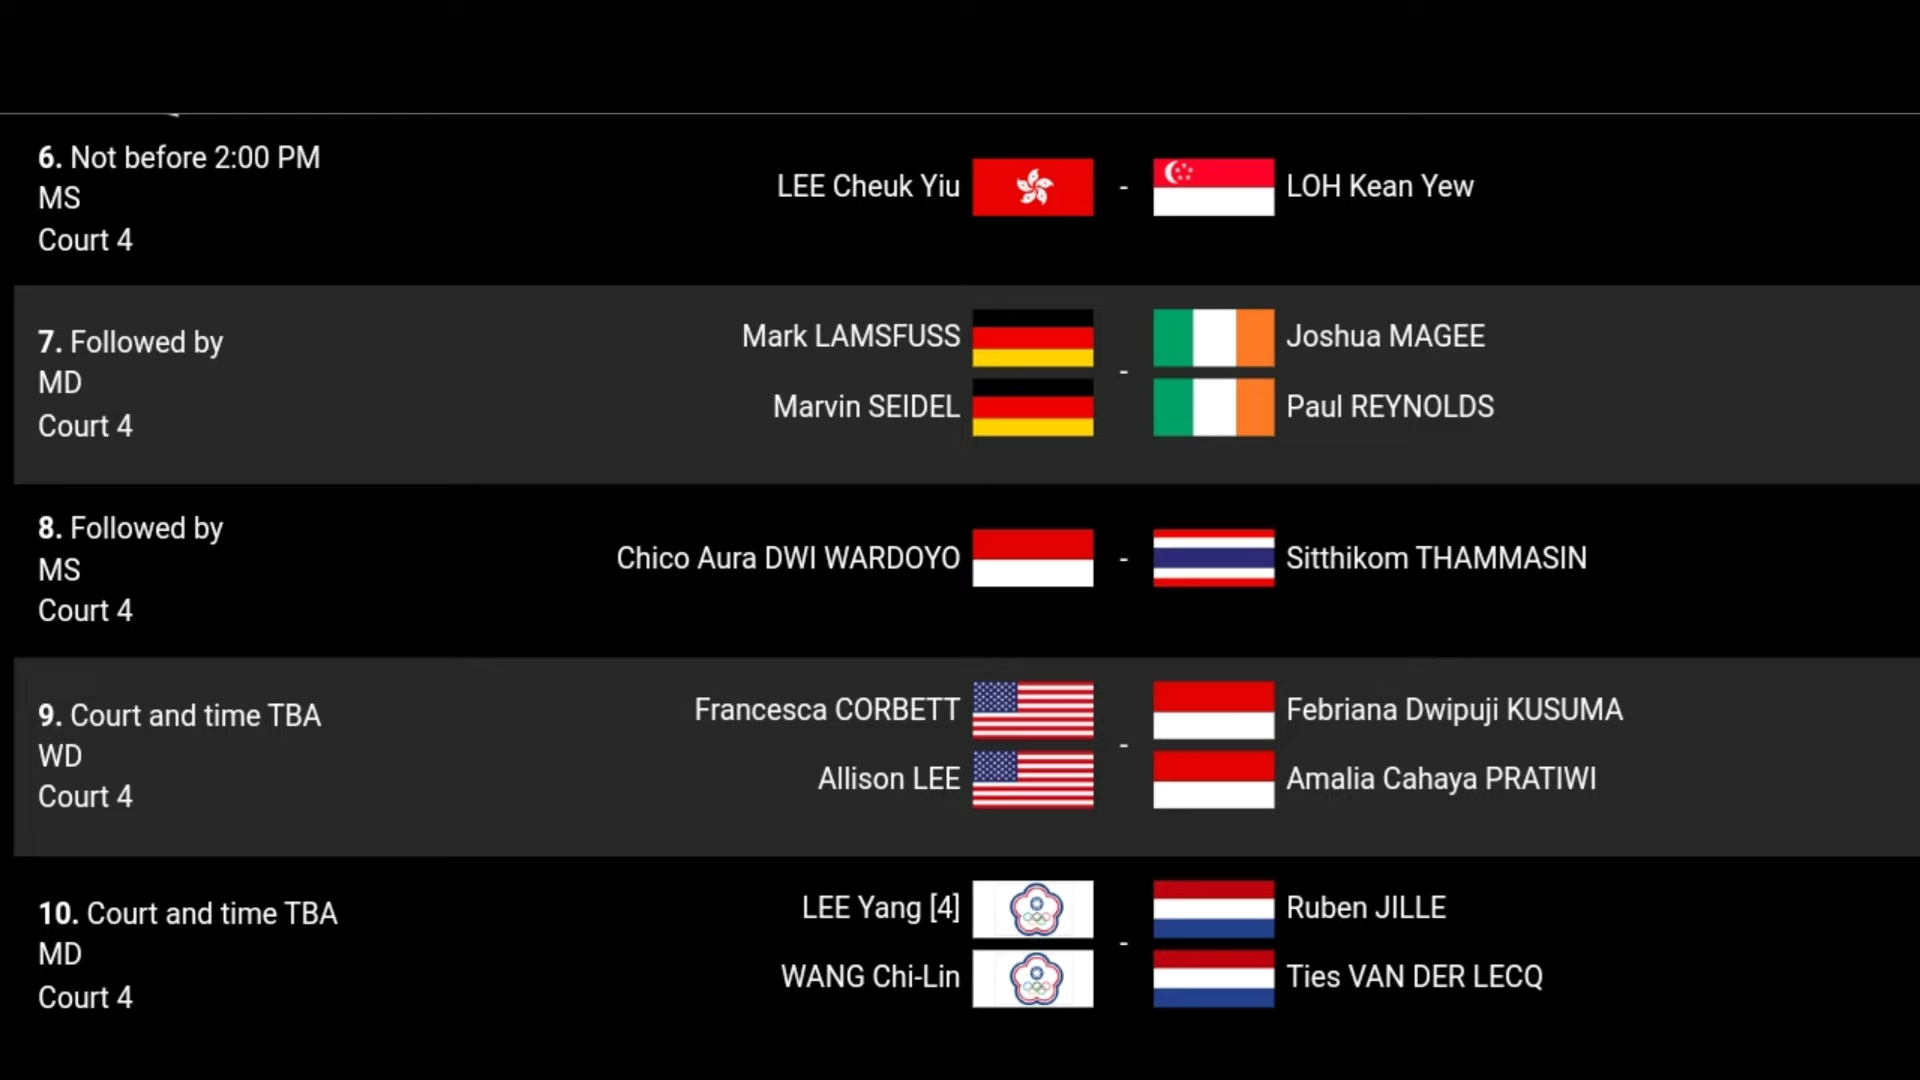 6. Not before 2:00 PM
MS
Court 4
LEE Cheuk Yiu - LOH Kean Yew
7. Followed by
MD
Court 4
Mark LAMSFUSS - Joshua MAGEE
Marvin SEIDEL Paul REYNOLDS
8. Followed by
MS
Court 4
Chico Aura DWI WARDOYO - Sitthikom THAMMASIN
9. Court and time TBA
WD
Court 4
Francesca CORBETT - Febriana Dwipuji KUSUMA
Allison LEE Amalia Cahaya PRATIWI
10. Court and time TBA
MD
Court 4
LEE Yang [4] - Ruben JILLE
WANG Chi-Lin Ties VAN DER LECQ